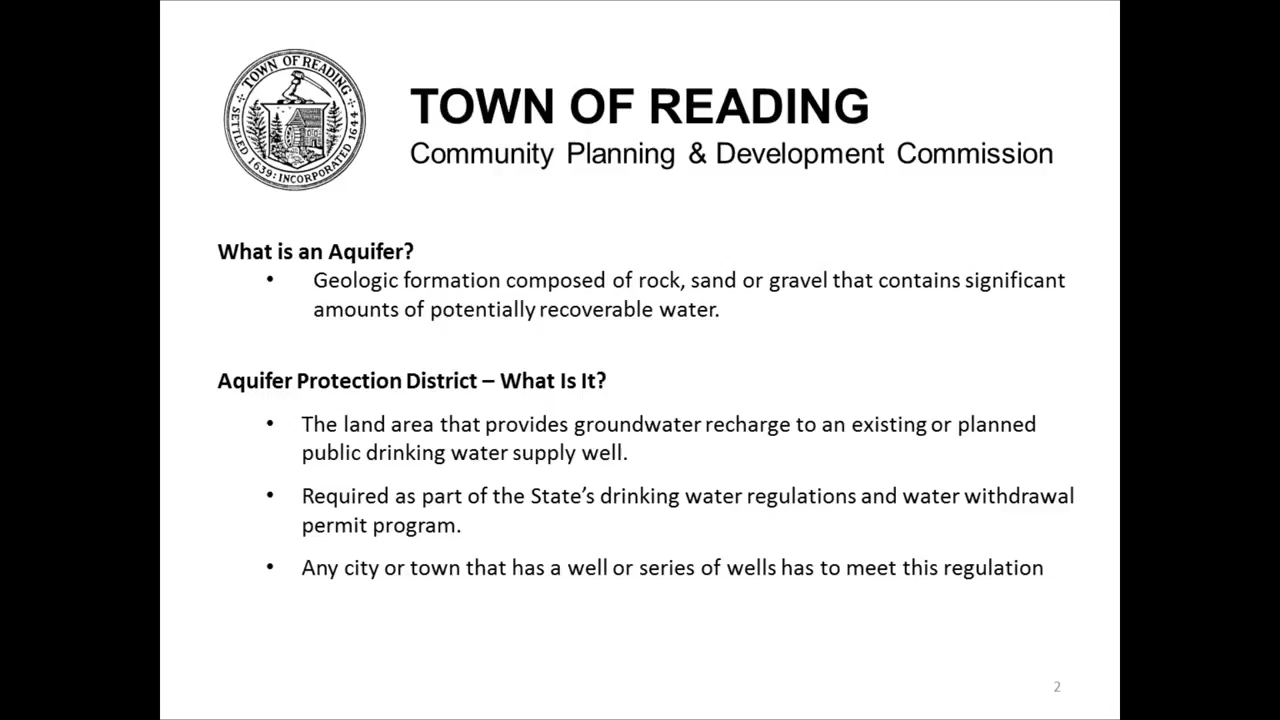 TOWN OF READING
SETTLED 1639: INCORPORATED 1644
TOWN OF READING
Community Planning & Development Commission
What is an Aquifer?
• Geologic formation composed of rock, sand or gravel that contains significant
amounts of potentially recoverable water.
Aquifer Protection District – What Is It?
• The land area that provides groundwater recharge to an existing or planned
public drinking water supply well.
• Required as part of the State’s drinking water regulations and water withdrawal
permit program.
• Any city or town that has a well or series of wells has to meet this regulation
2